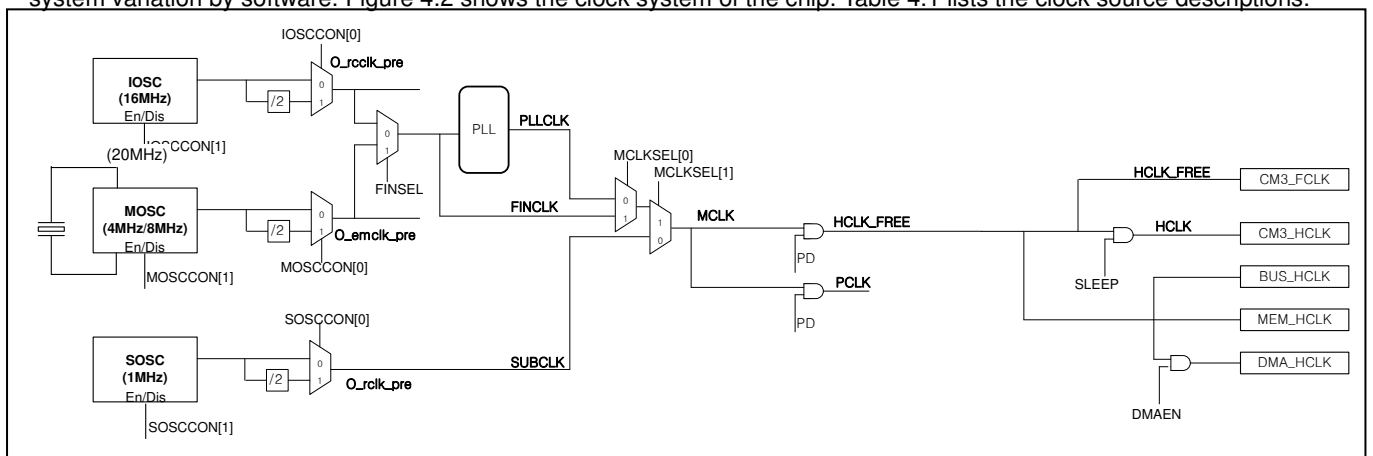 system variation by software. Figure 4.2 shows the clock system of the chip. Table 4.1 lists the clock source descriptions.
IOSCCON[0]
O_rcclk_pre
IOSC
(16MHz)
En/Dis
/2
0
1
IOSCCON[1]
(20MHz)
0
1
FINSEL
PLL
PLLCLK
FINCLK
MOSC
(4MHz/8MHz)
En/Dis
/2
0
1
O_emclk_pre
MOSCCON[0]
MOSCCON[1]
MCLKSEL[0]
MCLKSEL[1]
0
1
1
0
MCLK
HCLK_FREE
PD
PCLK
PD
SOSCCON[0]
SOSC
(1MHz)
En/Dis
/2
0
1
O_rclk_pre
SUBCLK
SOSCCON[1]
HCLK_FREE
CM3_FCLK
HCLK
CM3_HCLK
SLEEP
BUS_HCLK
MEM_HCLK
DMA_HCLK
DMAEN